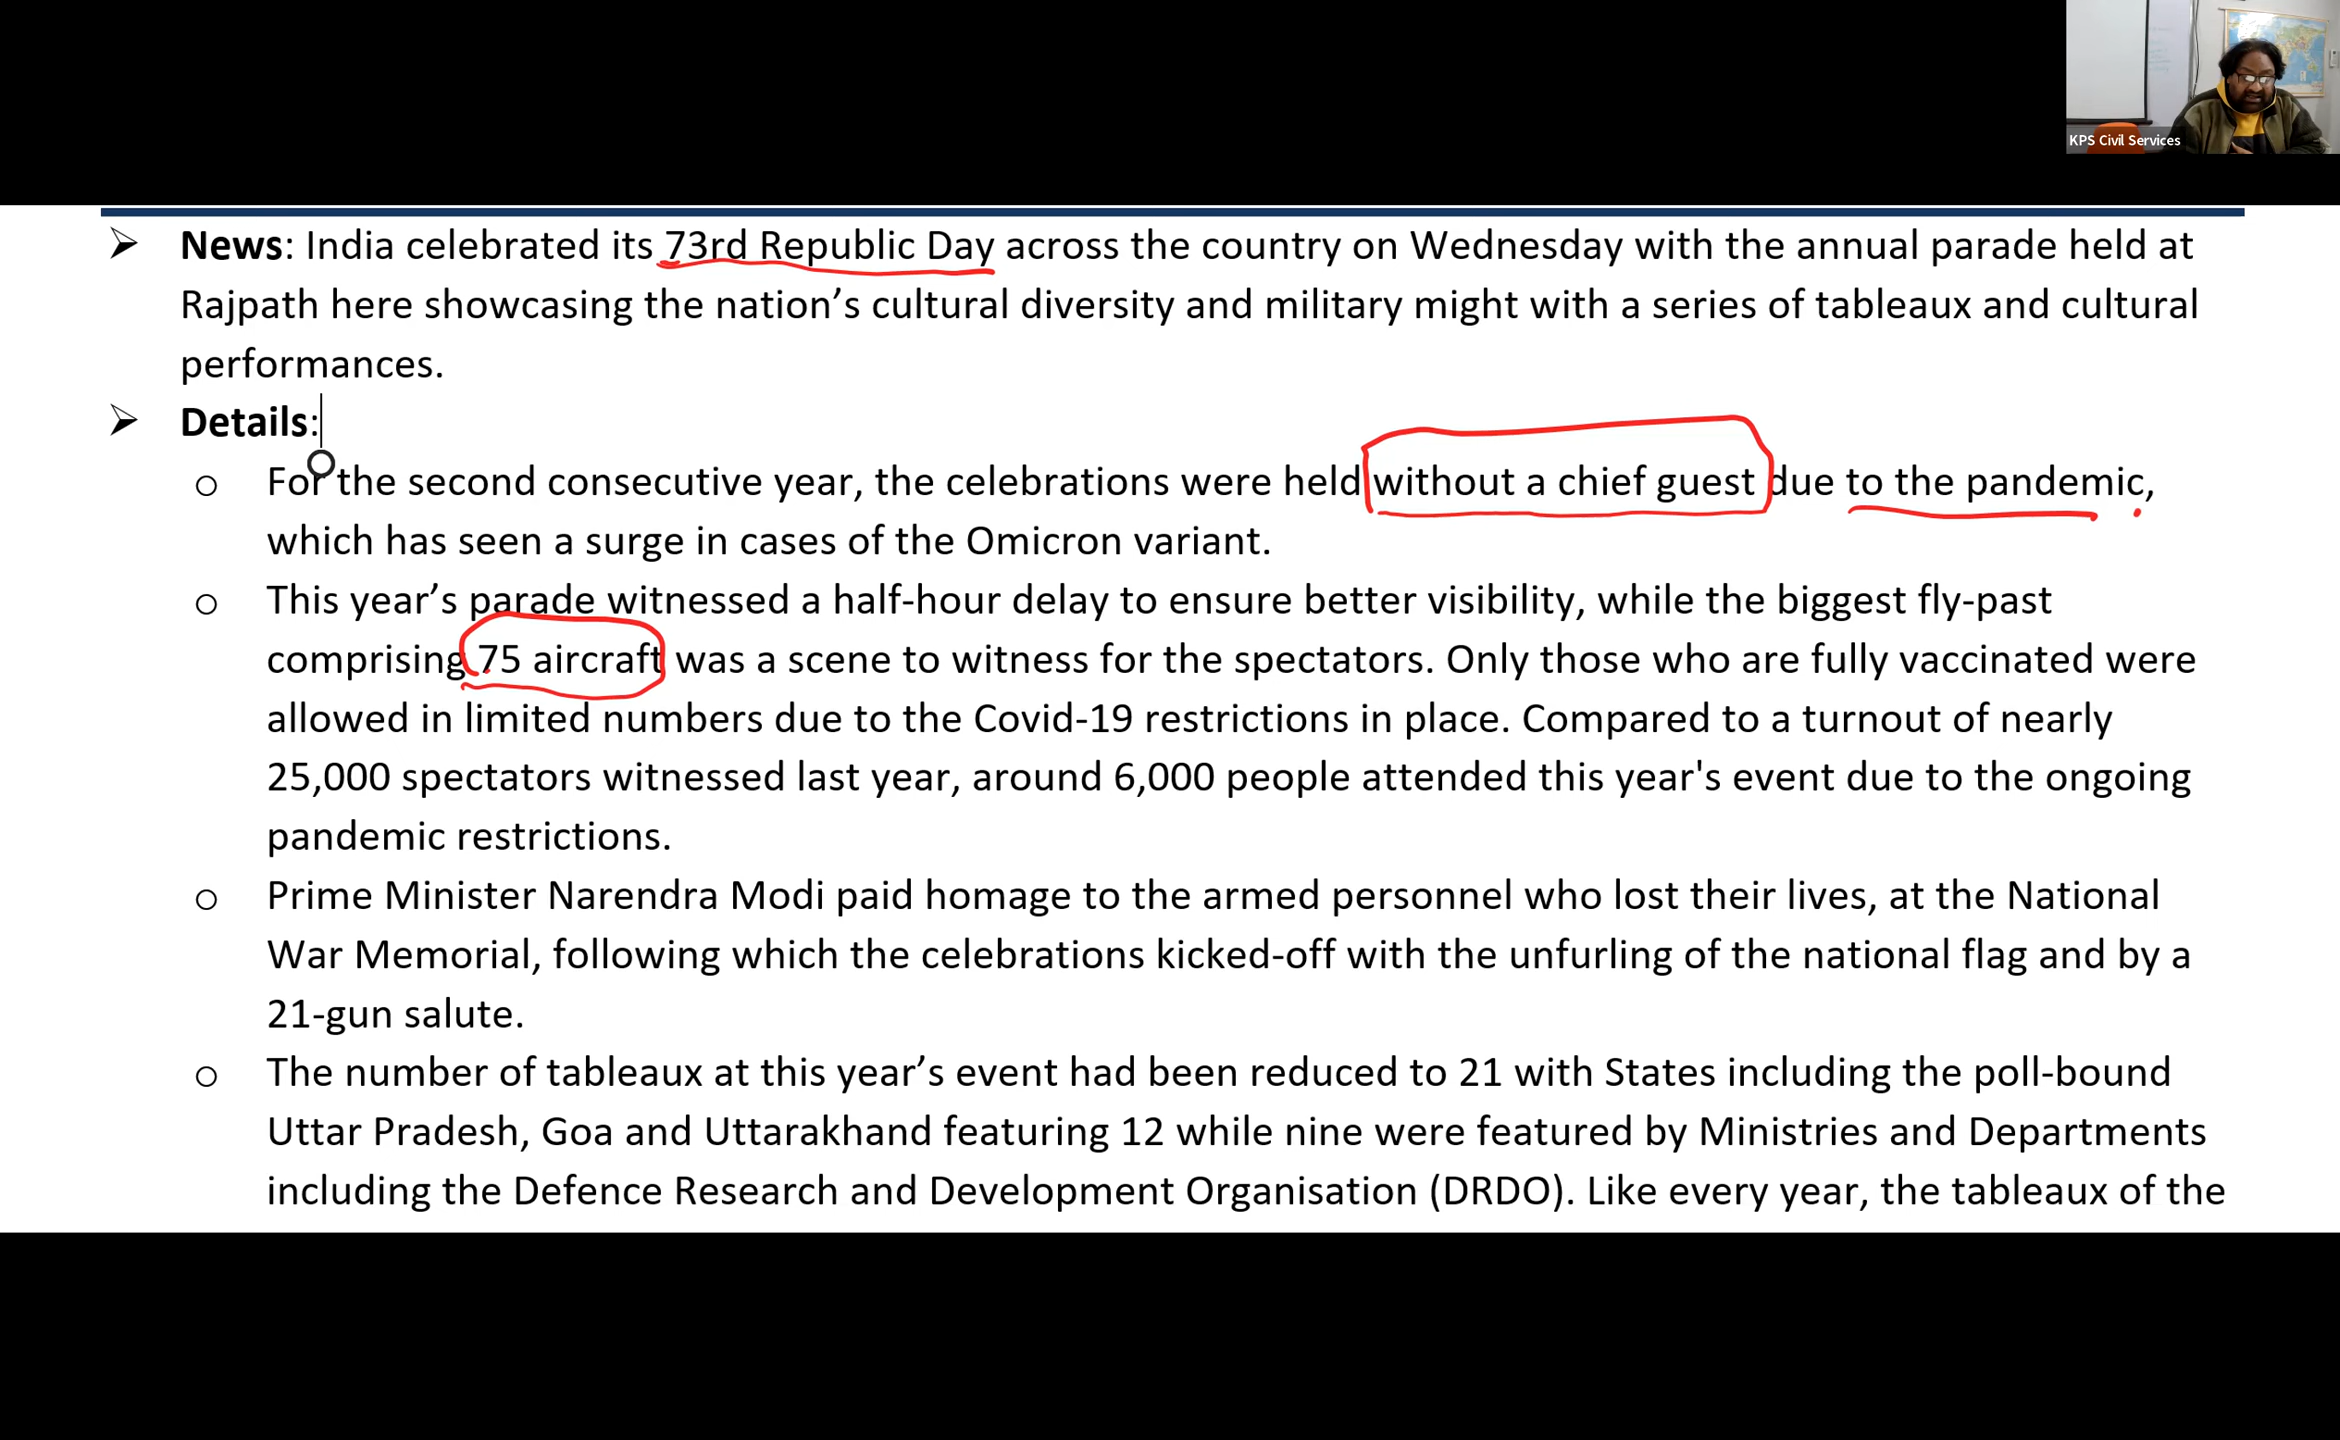 KPS Civil Services
➢ News: India celebrated its 73rd Republic Day across the country on Wednesday with the annual parade held at
Rajpath here showcasing the nation’s cultural diversity and military might with a series of tableaux and cultural
performances.
➢ Details:
o For the second consecutive year, the celebrations were held without a chief guest due to the pandemic,
which has seen a surge in cases of the Omicron variant.
o This year’s parade witnessed a half-hour delay to ensure better visibility, while the biggest fly-past
comprising 75 aircraft was a scene to witness for the spectators. Only those who are fully vaccinated were
allowed in limited numbers due to the Covid-19 restrictions in place. Compared to a turnout of nearly
25,000 spectators witnessed last year, around 6,000 people attended this year's event due to the ongoing
pandemic restrictions.
o Prime Minister Narendra Modi paid homage to the armed personnel who lost their lives, at the National
War Memorial, following which the celebrations kicked-off with the unfurling of the national flag and by a
21-gun salute.
o The number of tableaux at this year’s event had been reduced to 21 with States including the poll-bound
Uttar Pradesh, Goa and Uttarakhand featuring 12 while nine were featured by Ministries and Departments
including the Defence Research and Development Organisation (DRDO). Like every year, the tableaux of the